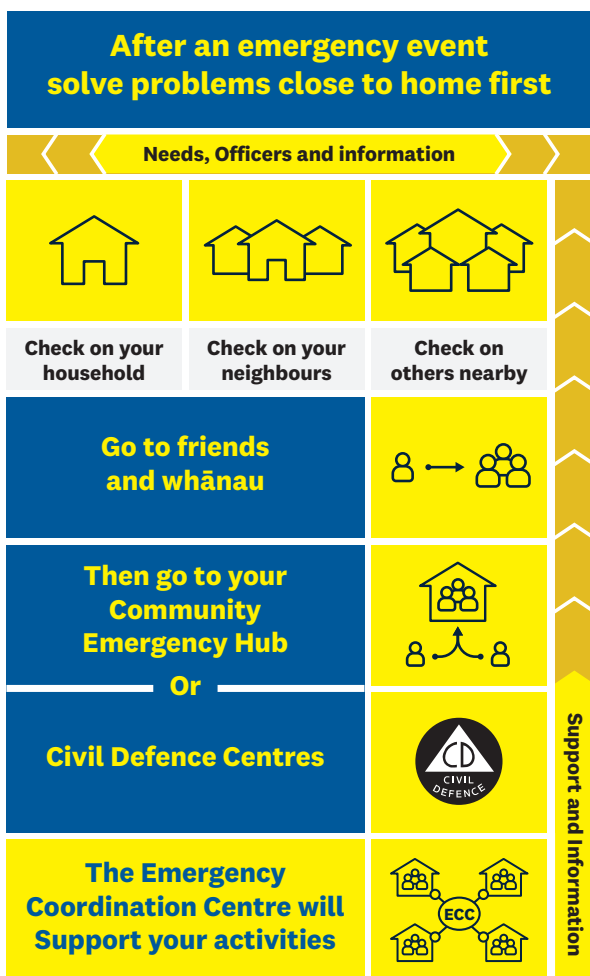 After an emergency event
solve problems close to home first
Needs, Officers and information
Check on your
household
Check on your
neighbours
Check on
others nearby
Go to friends
and whānau
Then go to your
Community
Emergency Hub
Or
Civil Defence Centres
CD
CIVIL
DEFENCE
The Emergency
Coordination Centre will
Support your activities
ECC
Support and Information